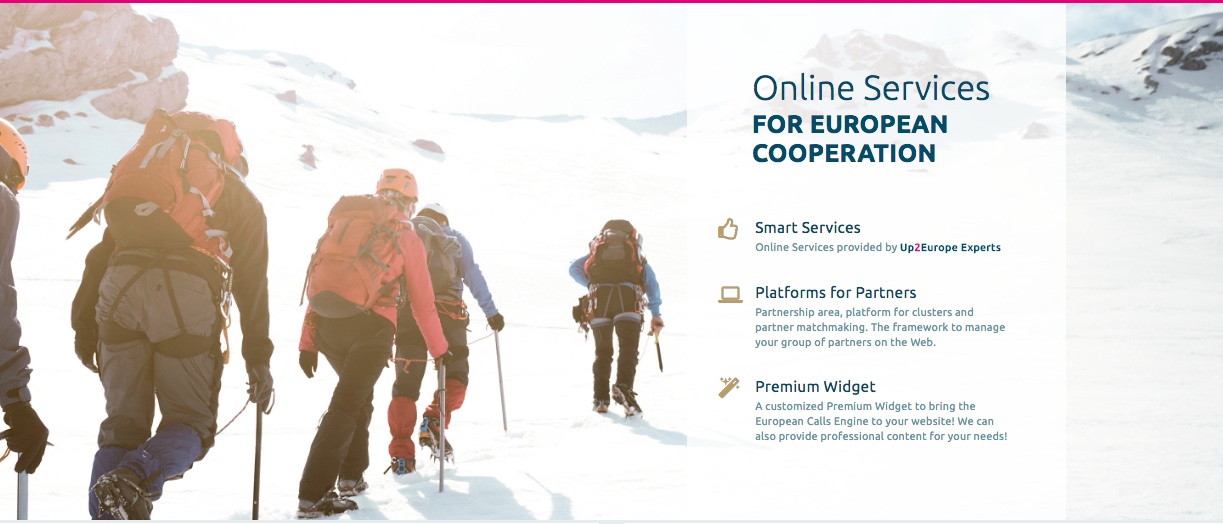 Online Services
FOR EUROPEAN
COOPERATION
Smart Services
Online Services provided by Up2Europe Experts
Platforms for Partners
Partnership area, platform for clusters and
partner matchmaking. The framework to manage
your group of partners on the Web.
Premium Widget
A customized Premium Widget to bring the
European Calls Engine to your website! We can
also provide professional content for your needs!